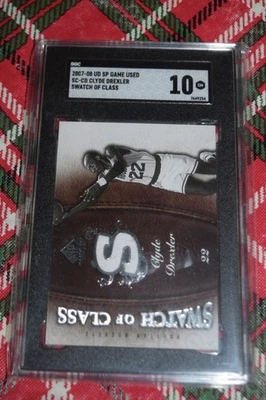 SGC
2007-08 UD SP GAME USED
SC-CD CLYDE DREXLER
SWATCH OF CLASS
10
22
S
Clyde
Drexler
22
SWATCH OF CLASS